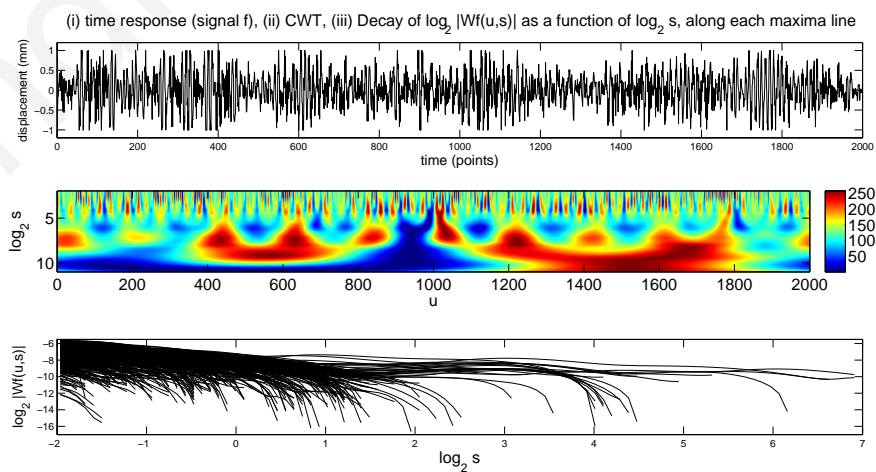 (i) time response (signal f), (ii) CWT, (iii) Decay of log2 |Wf(u,s)| as a function of log2 s, along each maxima line
displacement (mm)
1
0.5
0
−0.5
−1
0 200 400 600 800 1000 1200 1400 1600 1800 2000
time (points)
log2 s
5
10
0 200 400 600 800 1000 1200 1400 1600 1800 2000
u
250
200
150
100
50
log2 |Wf(u,s)|
−6
−8
−10
−12
−14
−16
−2 −1 0 1 2 3 4 5 6 7
log2 s